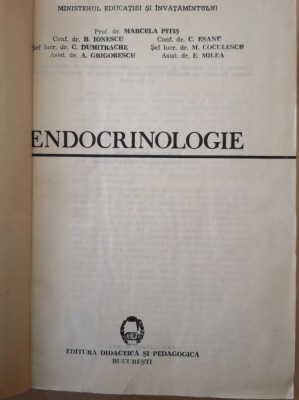 MINISTERUL EDUCAȚIEI ȘI ÎNVĂȚĂMÎNTULUI
Prof. dr. MARCELA PITIȘ
Conf. dr. B. IONESCU Conf. dr. C. EȘANU
Șef lucr. dr. C. DUMITRACHE Șef lucr. dr. M. COCULESCU
Asist. dr. A. GRIGORESCU Asist. dr. E. MILEA
ENDOCRINOLOGIE
EDITURA DIDACTICĂ ȘI PEDAGOGICĂ
BUCUREȘTI